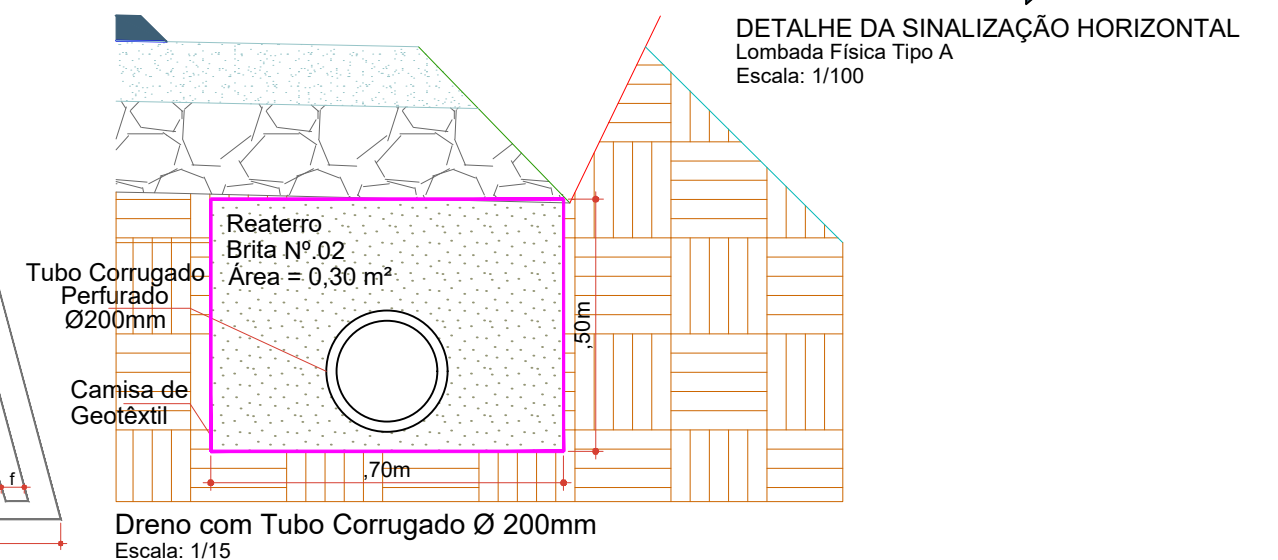 DETALHE DA SINALIZAÇÃO HORIZONTAL
Lombada Física Tipo A
Escala: 1/100
Reaterro
Brita Nº.02
Área = 0,30 m²
Tubo Corrugado
Perfurado
Ø200mm
,50m
Camisa de
Geotêxtil
,70m
f
Dreno com Tubo Corrugado Ø 200mm
Escala: 1/15